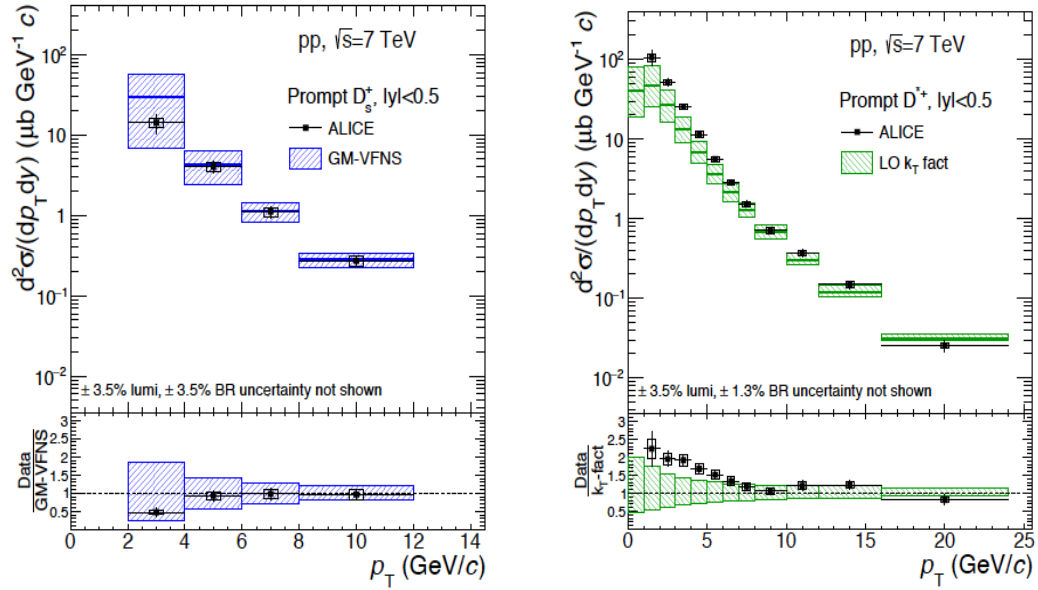 pp, √s=7 TeV
Prompt D_s^+, |y|<0.5
ALICE
GM-VFNS
d²σ/(dp_T dy) (μb GeV⁻¹ c)
10²
10
1
10⁻¹
10⁻²
± 3.5% lumi, ± 3.5% BR uncertainty not shown
Data
GM-VFNS
3
2.5
2
1.5
1
0.5
0 2 4 6 8 10 12 14
p_T (GeV/c)
pp, √s=7 TeV
Prompt D*⁺, |y|<0.5
ALICE
LO k_T fact
d²σ/(dp_T dy) (μb GeV⁻¹ c)
10²
10
1
10⁻¹
10⁻²
± 3.5% lumi, ± 1.3% BR uncertainty not shown
Data
k_T-fact
3
2.5
2
1.5
1
0.5
0 5 10 15 20 25
p_T (GeV/c)